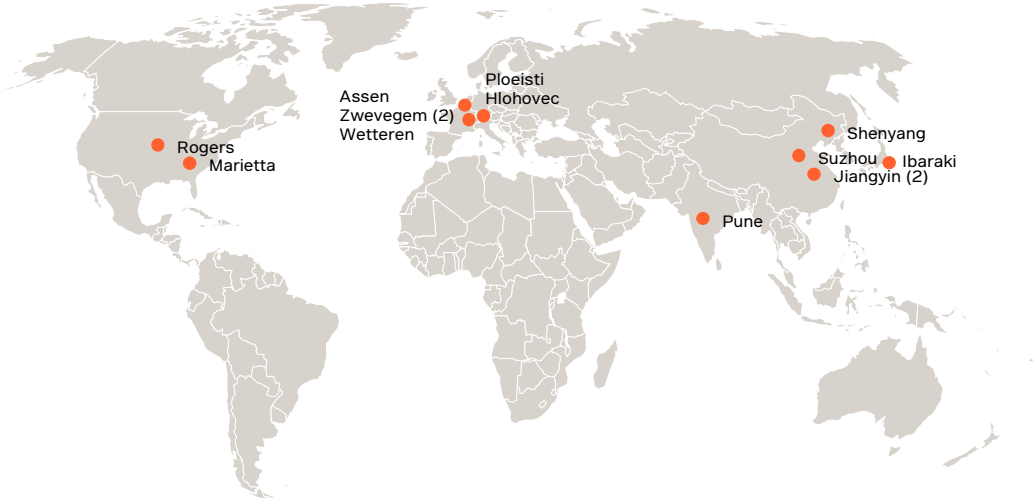 Ploeisti
Hlohovec
Assen
Zwevegem (2)
Wetteren
Rogers
Marietta
Shenyang
Suzhou
Ibaraki
Jiangyin (2)
Pune